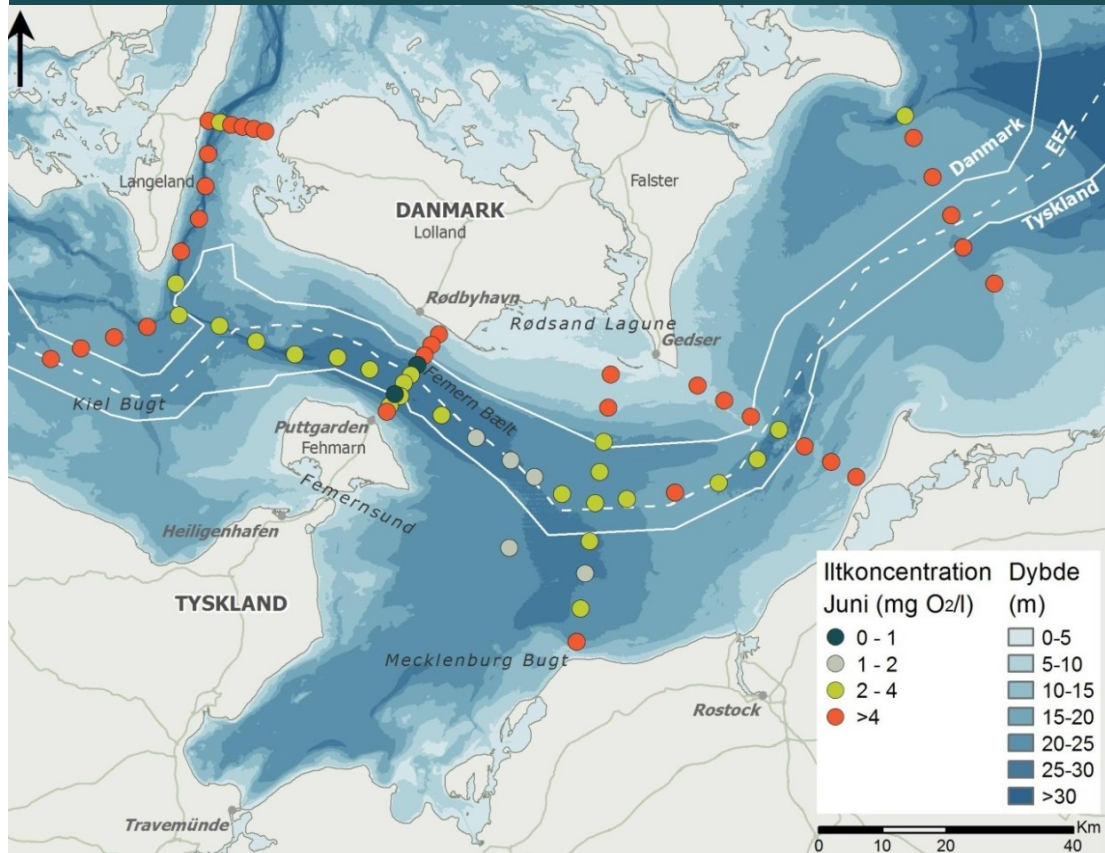 Langeland
DANMARK
Lolland
Falster
Danmark
EEZ
Tyskland
Rødbyhavn
Rødsand Lagune
Gedser
Kiel Bugt
Femern Bælt
Puttgarden
Fehmarn
Femernsund
Heiligenhafen
TYSKLAND
Mecklenburg Bugt
Rostock
Travemünde
Iltkoncentration
Juni (mg O2/l)
0 - 1
1 - 2
2 - 4
>4
Dybde
(m)
0-5
5-10
10-15
15-20
20-25
25-30
>30
Km
0 10 20 40